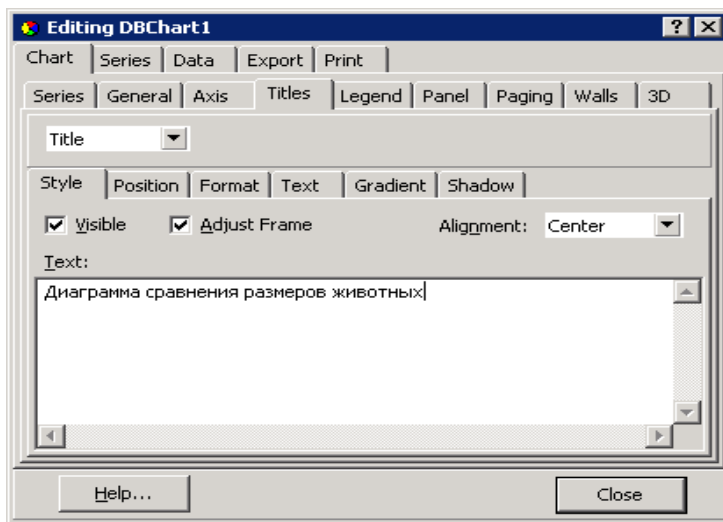 Editing DBChart1
Chart Series Data Export Print
Series General Axis Titles Legend Panel Paging Walls 3D
Title
Style Position Format Text Gradient Shadow
Visible Adjust Frame Alignment: Center
Text:
Диаграмма сравнения размеров животных
Help... Close